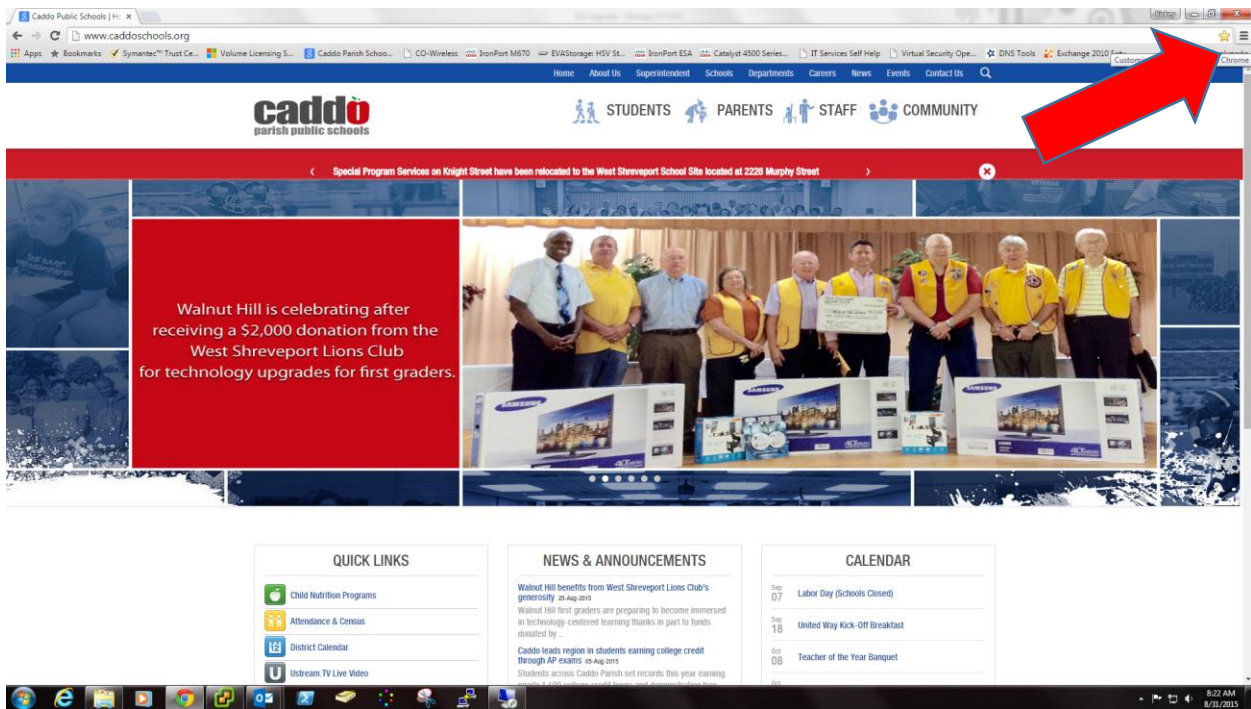 Caddo Public Schools | Ho
www.caddoschools.org
Apps Bookmarks Symantec™ Trust Ce... Volume Licensing S... Caddo Parish Schoo... CO-Wireless IronPort M670 EVAStorage: HSV St... IronPort ESA Catalyst 4500 Series... IT Services Self Help Virtual Security Ope... DNS Tools Exchange 2010
Chrome
Home About Us Superintendent Schools Departments Careers News Events Contact Us
caddo
parish public schools
STUDENTS PARENTS STAFF COMMUNITY
Special Program Services on Knight Street have been relocated to the West Shreveport School Site located at 2226 Murphy Street
Walnut Hill is celebrating after
receiving a $2,000 donation from the
West Shreveport Lions Club
for technology upgrades for first graders.
SAMSUNG
SAMSUNG
QUICK LINKS
Child Nutrition Programs
Attendance & Census
12
District Calendar
U
Ustream.TV Live Video
NEWS & ANNOUNCEMENTS
Walnut Hill benefits from West Shreveport Lions Club's
generosity 25-Aug-2015
Walnut Hill first graders are preparing to become immersed
in technology-centered learning thanks in part to funds
donated by ...
Caddo leads region in students earning college credit
through AP exams 05-Aug-2015
Students across Caddo Parish set records this year earning
CALENDAR
Sep
07
Labor Day (Schools Closed)
Sep
18
United Way Kick-Off Breakfast
Oct
08
Teacher of the Year Banquet
Oct
8:22 AM
8/31/2015